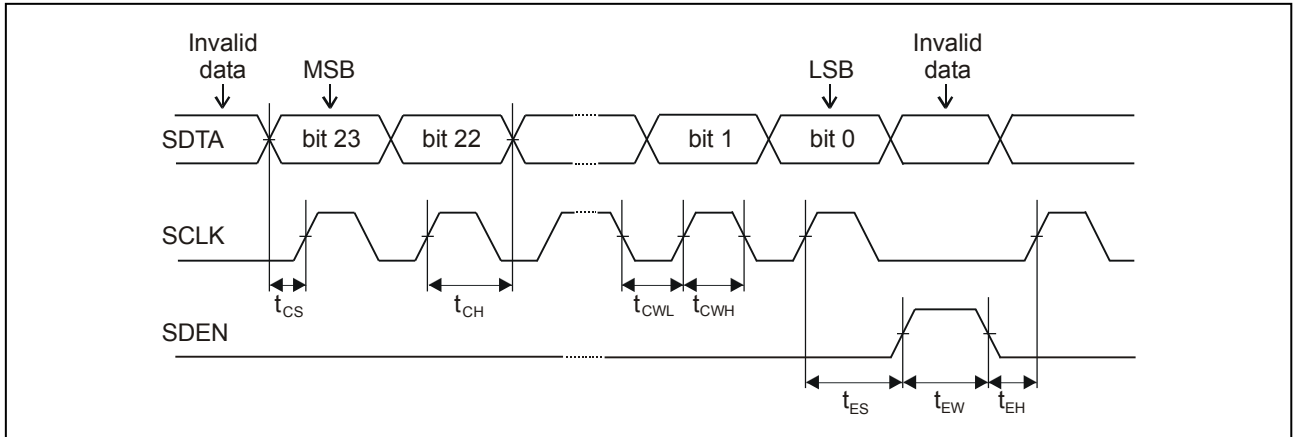 Invalid
data
MSB
LSB
Invalid
data
SDTA
bit 23
bit 22
bit 1
bit 0
SCLK
tCS
tCH
tCWL
tCWH
SDEN
tES
tEW
tEH